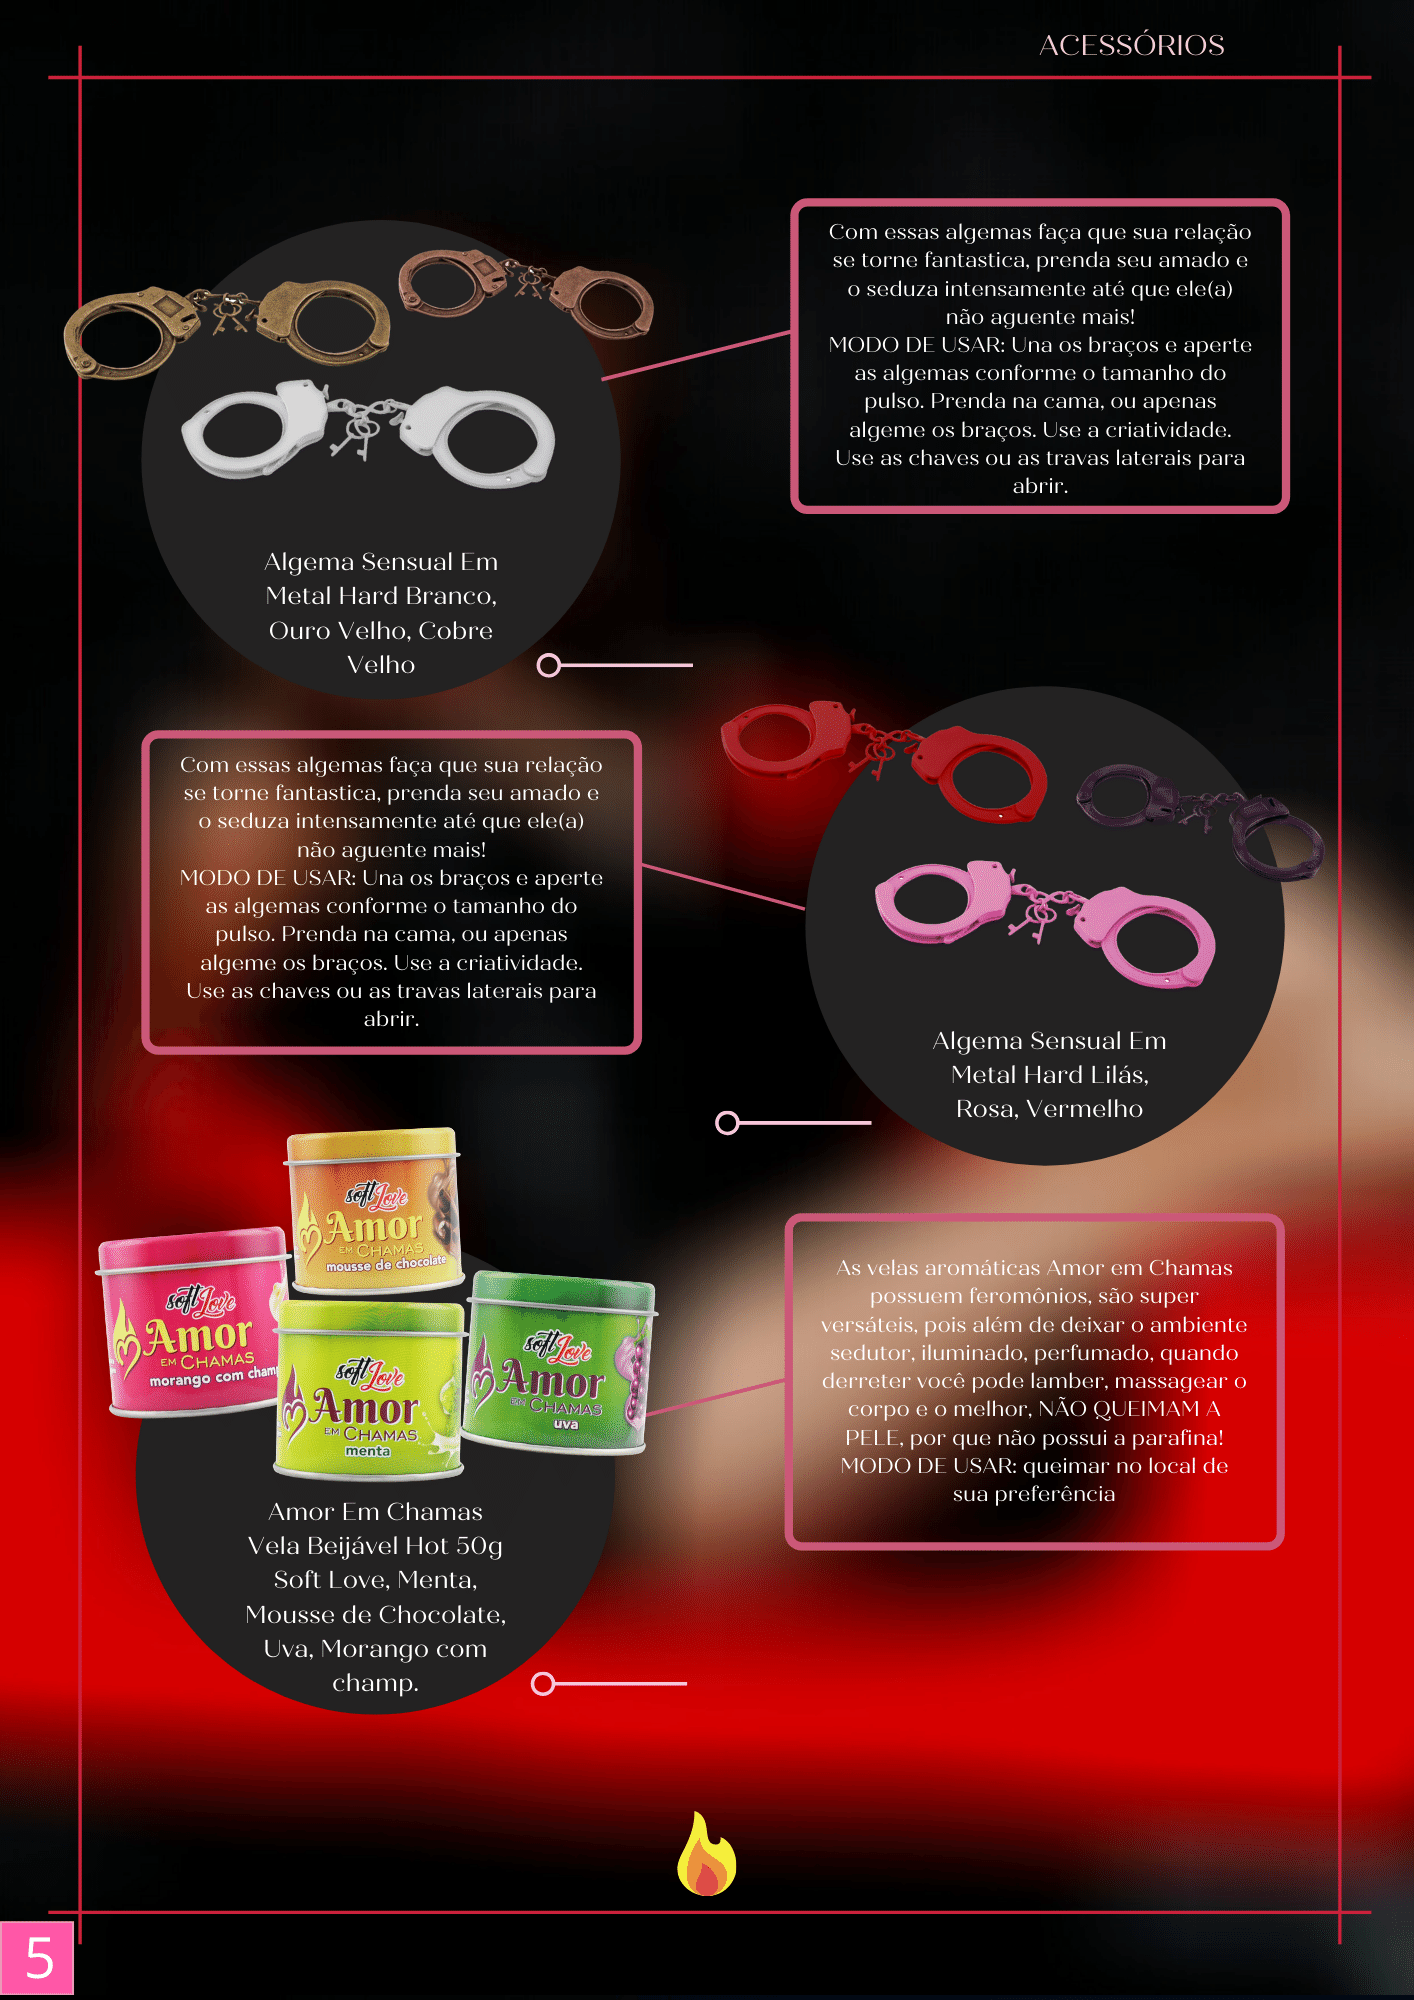 ACESSÓRIOS
Com essas algemas faça que sua relação
se torne fantastica, prenda seu amado e
o seduza intensamente até que ele(a)
não aguente mais!
MODO DE USAR: Una os braços e aperte
as algemas conforme o tamanho do
pulso. Prenda na cama, ou apenas
algeme os braços. Use a criatividade.
Use as chaves ou as travas laterais para
abrir.
Algema Sensual Em
Metal Hard Branco,
Ouro Velho, Cobre
Velho
Com essas algemas faça que sua relação
se torne fantastica, prenda seu amado e
o seduza intensamente até que ele(a)
não aguente mais!
MODO DE USAR: Una os braços e aperte
as algemas conforme o tamanho do
pulso. Prenda na cama, ou apenas
algeme os braços. Use a criatividade.
Use as chaves ou as travas laterais para
abrir.
Algema Sensual Em
Metal Hard Lilás,
Rosa, Vermelho
soft Love
Amor
EM CHAMAS
mousse de chocolate
soft Love
Amor
EM CHAMAS
morango com cham
soft Love
Amor
EM CHAMAS
menta
soft Love
Amor
EM CHAMAS
uva
As velas aromáticas Amor em Chamas
possuem feromônios, são super
versáteis, pois além de deixar o ambiente
sedutor, iluminado, perfumado, quando
derreter você pode lamber, massagear o
corpo e o melhor, NÃO QUEIMAM A
PELE, por que não possui a parafina!
MODO DE USAR: queimar no local de
sua preferência
Amor Em Chamas
Vela Beijável Hot 50g
Soft Love, Menta,
Mousse de Chocolate,
Uva, Morango com
champ.
5